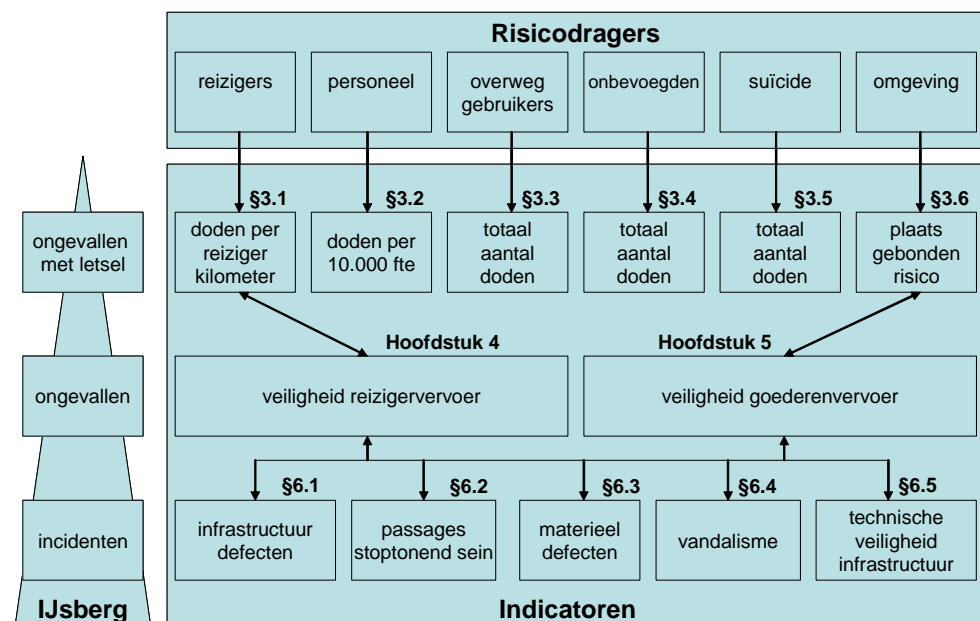 Risicodragers
reizigers
personeel
overweg
gebruikers
onbevoegden
suïcide
omgeving
§3.1
§3.2
§3.3
§3.4
§3.5
§3.6
ongevallen
met letsel
doden per
reiziger
kilometer
doden per
10.000 fte
totaal
aantal
doden
totaal
aantal
doden
totaal
aantal
doden
plaats
gebonden
risico
Hoofdstuk 4
Hoofdstuk 5
ongevallen
veiligheid reizigervervoer
veiligheid goederenvervoer
§6.1
§6.2
§6.3
§6.4
§6.5
incidenten
infrastructuur
defecten
passages
stoptonend sein
materieel
defecten
vandalisme
technische
veiligheid
infrastructuur
IJsberg
Indicatoren